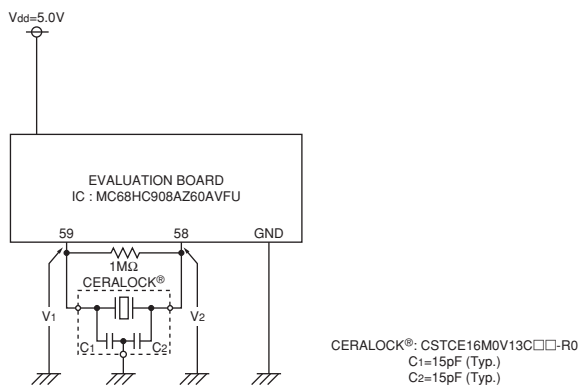 Vdd=5.0V
EVALUATION BOARD
IC : MC68HC908AZ60AVFU
59
58
GND
1MΩ
CERALOCK®
V1
V2
C1
C2
CERALOCK®: CSTCE16M0V13C□□-R0
C1=15pF (Typ.)
C2=15pF (Typ.)